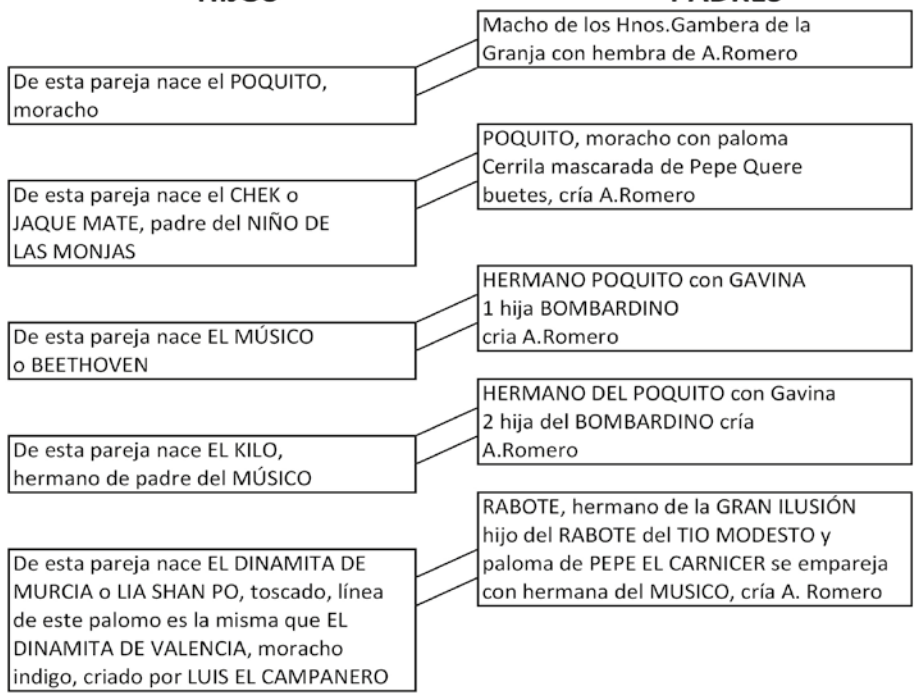 HIJOS
PADRES
Macho de los Hnos.Gambera de la
Granja con hembra de A.Romero
De esta pareja nace el POQUITO,
moracho
POQUITO, moracho con paloma
Cerrila mascarada de Pepe Quere
buetes, cría A.Romero
De esta pareja nace el CHEK o
JAQUE MATE, padre del NIÑO DE
LAS MONJAS
HERMANO POQUITO con GAVINA
1 hija BOMBARDINO
cria A.Romero
De esta pareja nace EL MÚSICO
o BEETHOVEN
HERMANO DEL POQUITO con Gavina
2 hija del BOMBARDINO cría
A.Romero
De esta pareja nace EL KILO,
hermano de padre del MÚSICO
RABOTE, hermano de la GRAN ILUSIÓN
hijo del RABOTE del TIO MODESTO y
paloma de PEPE EL CARNICER se empareja
con hermana del MUSICO, cría A. Romero
De esta pareja nace EL DINAMITA DE
MURCIA o LIA SHAN PO, toscado, línea
de este palomo es la misma que EL
DINAMITA DE VALENCIA, moracho
indigo, criado por LUIS EL CAMPANERO